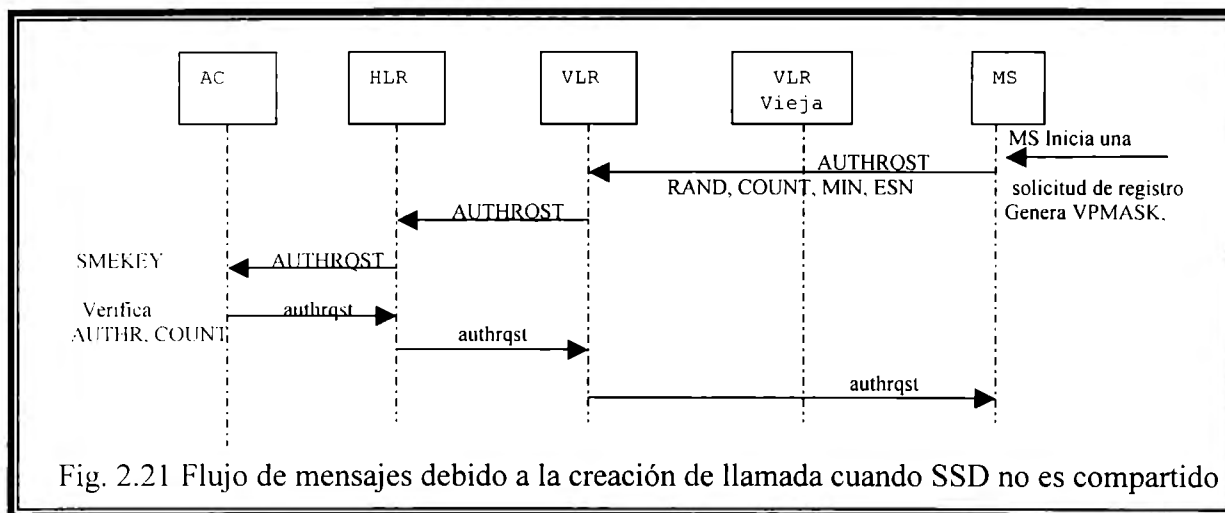 AC
HLR
VLR
VLR
Vieja
MS
MS Inicia una
AUTHRQST
RAND, COUNT, MIN, ESN
solicitud de registro
Genera VPMASK,
AUTHRQST
SMEKEY
AUTHRQST
Verifica
AUTHR, COUNT
authrqst
authrqst
authrqst
Fig. 2.21 Flujo de mensajes debido a la creación de llamada cuando SSD no es compartido